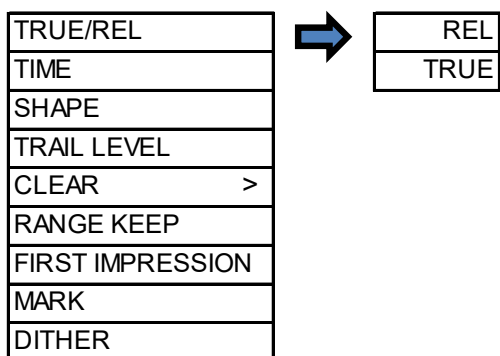 TRUE/REL
TIME
SHAPE
TRAIL LEVEL
CLEAR >
RANGE KEEP
FIRST IMPRESSION
MARK
DITHER
REL
TRUE